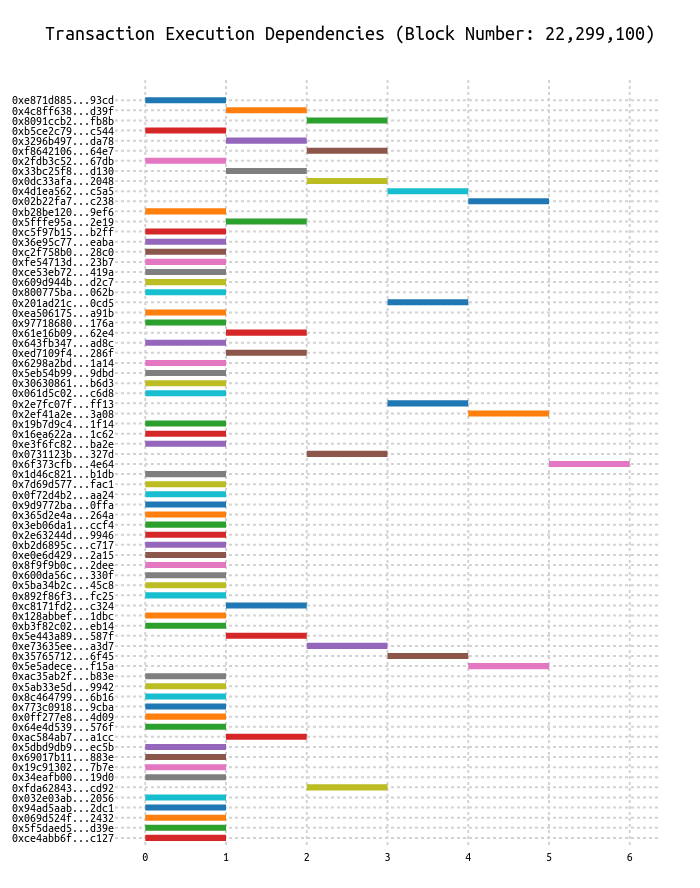 Transaction Execution Dependencies (Block Number: 22,299,100)
0xe871d885...93cd
0x4c8ff638...d39f
0x8091ccb2...fb8b
0xb5ce2c79...c544
0x3296b497...da78
0xf8642106...64e7
0x2fdb3c52...67db
0x33bc25f8...d130
0x0dc33afa...2048
0x4d1ea562...c5a5
0x02b22fa7...c238
0xb28be120...9ef6
0x5fffe95a...2e19
0xc5f97b15...b2ff
0x36e95c77...eaba
0xc2f758b0...28c0
0xfe54713d...23b7
0xce53eb72...419a
0x609d944b...d2c7
0x800775ba...062b
0x201ad21c...0cd5
0xea506175...a91b
0x97718680...176a
0x61e16b09...62e4
0x643fb347...ad8c
0xed7109f4...286f
0x6298a2bd...1a14
0x5eb54b99...9dbd
0x30630861...b6d3
0x061d5c02...c6d8
0x2e7fc07f...ff13
0x2ef41a2e...3a08
0x19b7d9c4...1f14
0x16ea622a...1c62
0xe3f6fc82...ba2e
0x0731123b...327d
0x6f373cfb...4e64
0x1d46c821...b1db
0x7d69d577...fac1
0x0f72d4b2...aa24
0x9d9772ba...0ffa
0x365d2e4a...264a
0x3eb06da1...ccf4
0x2e63244d...9946
0xb2d6895c...c717
0xe0e6d429...2a15
0x8f9f9b0c...2dee
0x600da56c...330f
0x5ba34b2c...45c8
0x892f86f3...fc25
0xc8171fd2...c324
0x128abbef...1dbc
0xb3f82c02...eb14
0x5e443a89...587f
0xe73635ee...a3d7
0x35765712...6f45
0x5e5adece...f15a
0xac35ab2f...b83e
0x5ab33e5d...9942
0x8c464799...6b16
0x773c0918...9cba
0x0ff277e8...4d09
0x64e4d539...576f
0xac584ab7...a1cc
0x5dbd9db9...ec5b
0x69017b11...883e
0x19c91302...7b7e
0x34eafb00...19d0
0xfda62843...cd92
0x032e03ab...2056
0x94ad5aab...2dc1
0x069d524f...2432
0x5f5daed5...d39e
0xce4abb6f...c127
0 1 2 3 4 5 6